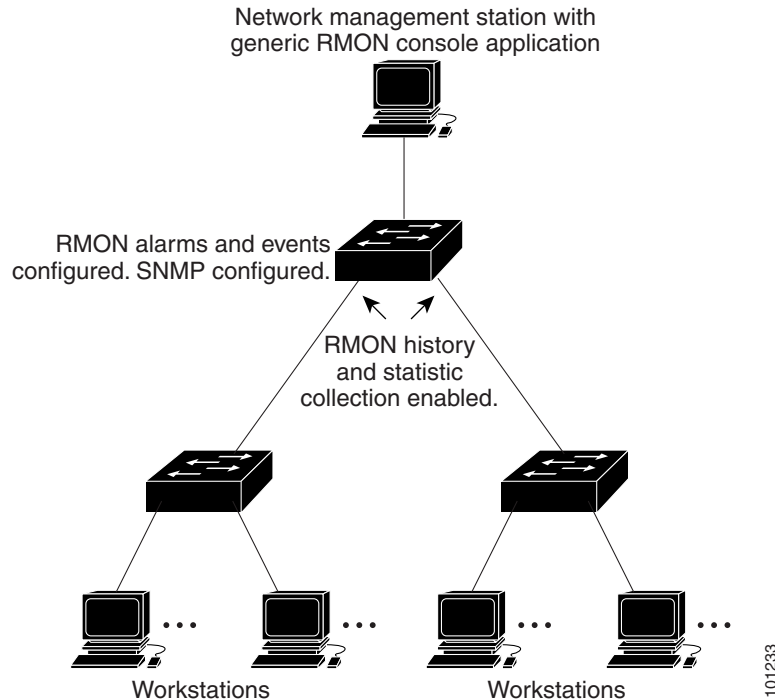 Network management station with
generic RMON console application
RMON alarms and events
configured. SNMP configured.
RMON history
and statistic
collection enabled.
Workstations
Workstations
101233